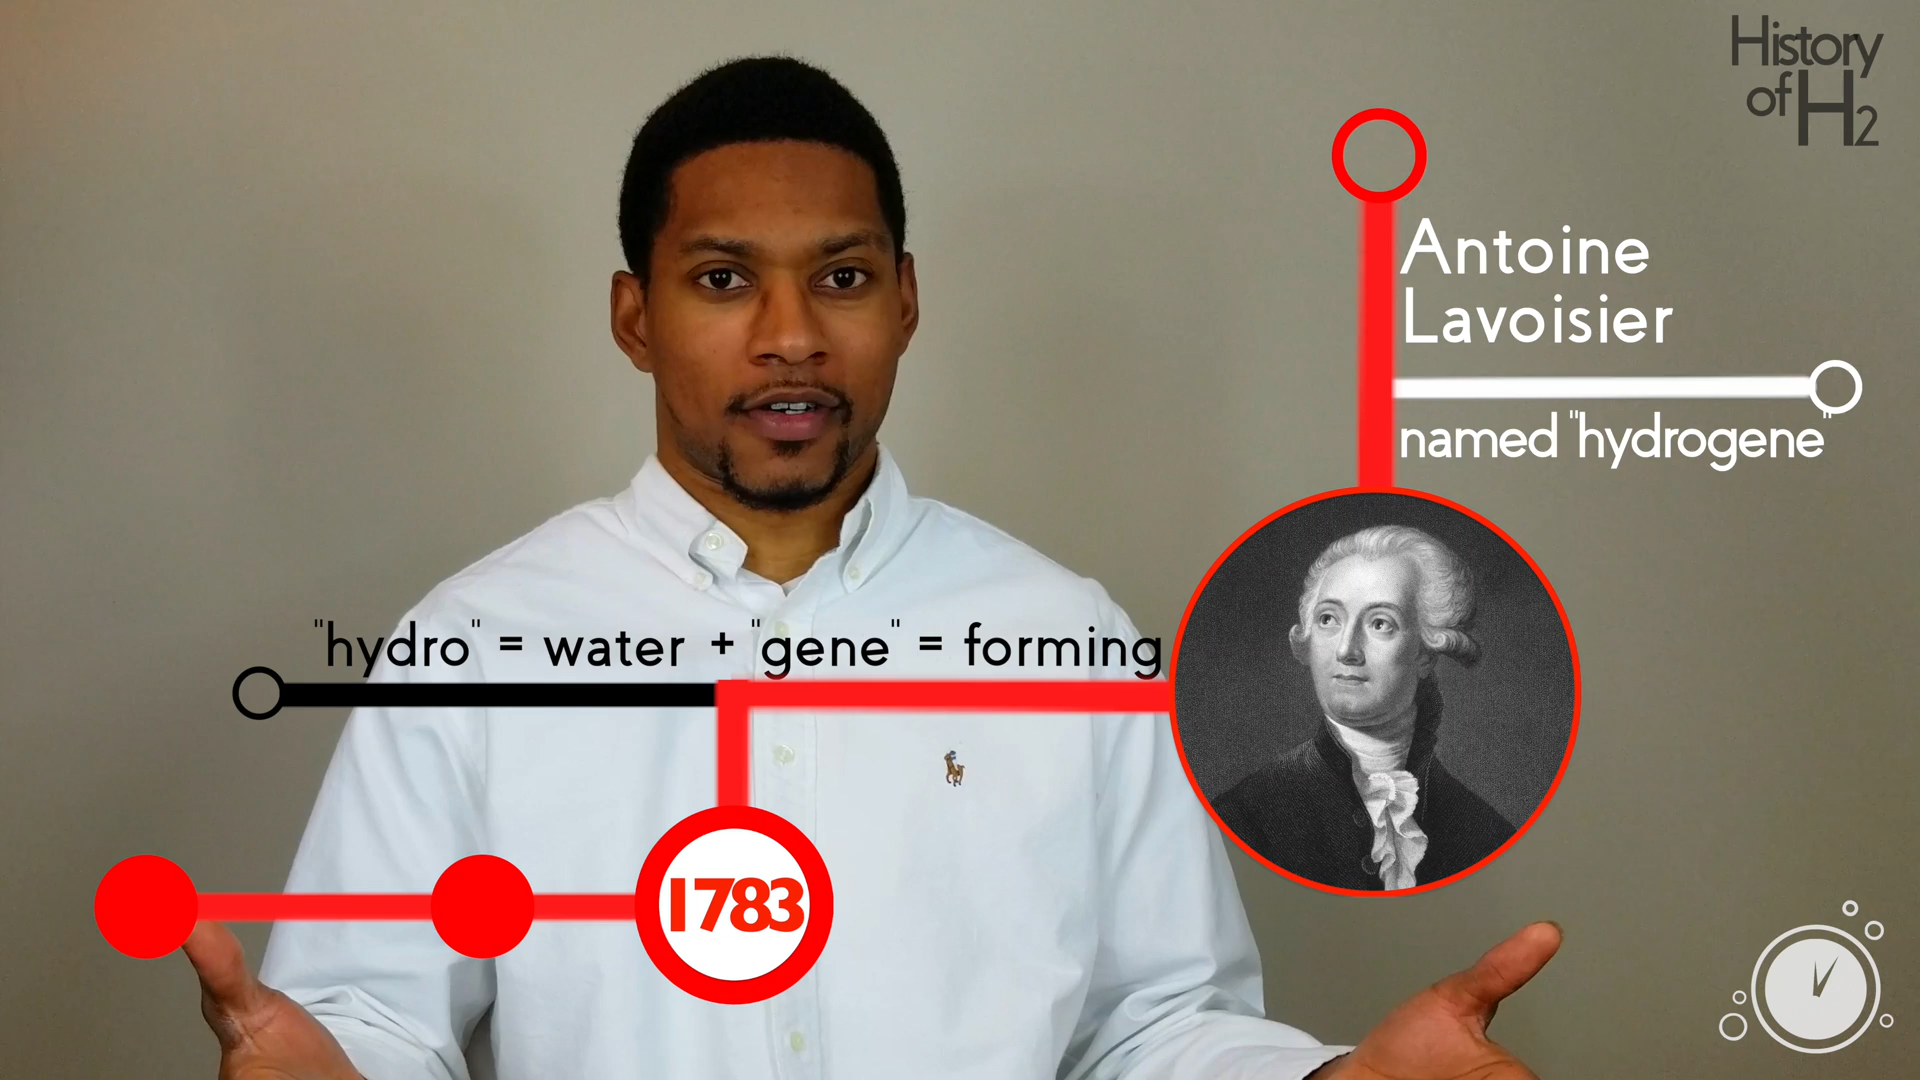 History
of H2
Antoine
Lavoisier
named "hydrogene"
"hydro" = water + "gene" = forming
1783